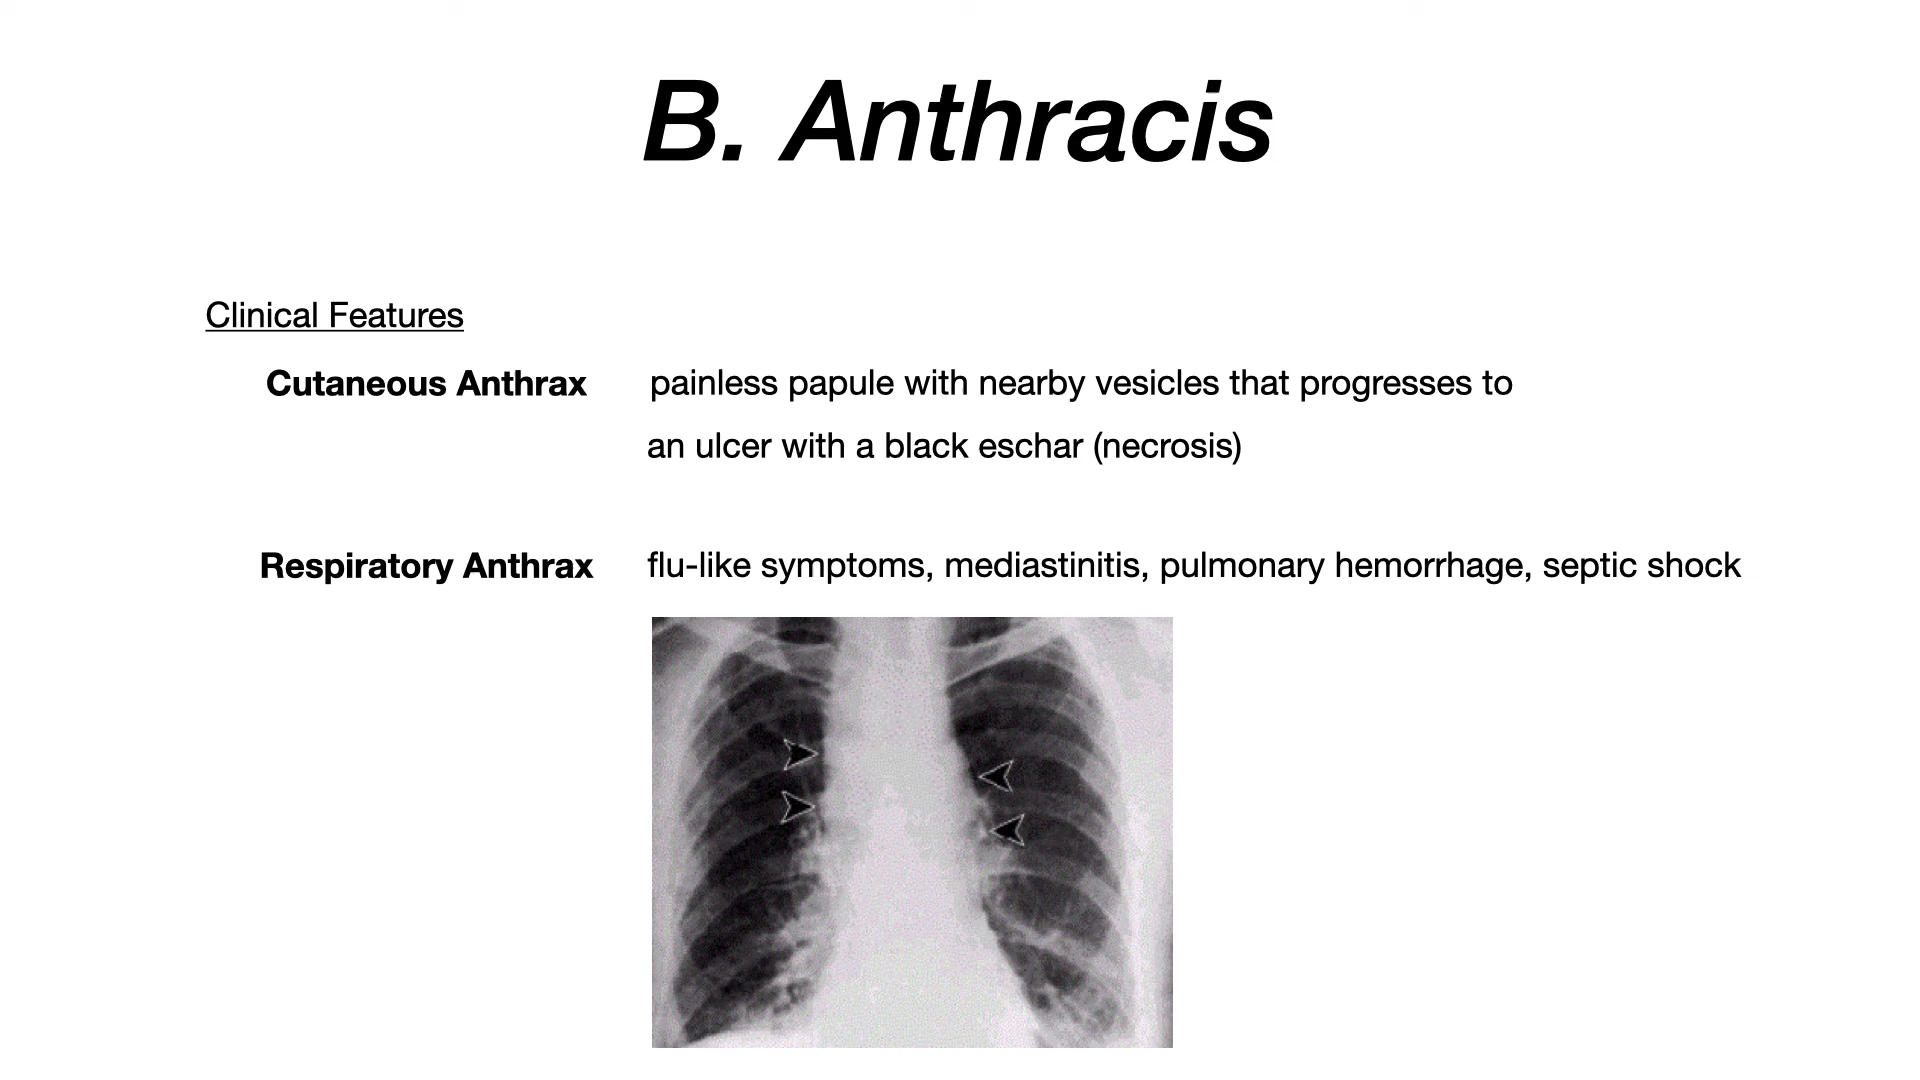 B. Anthracis
Clinical Features
Cutaneous Anthrax painless papule with nearby vesicles that progresses to
an ulcer with a black eschar (necrosis)
Respiratory Anthrax flu-like symptoms, mediastinitis, pulmonary hemorrhage, septic shock